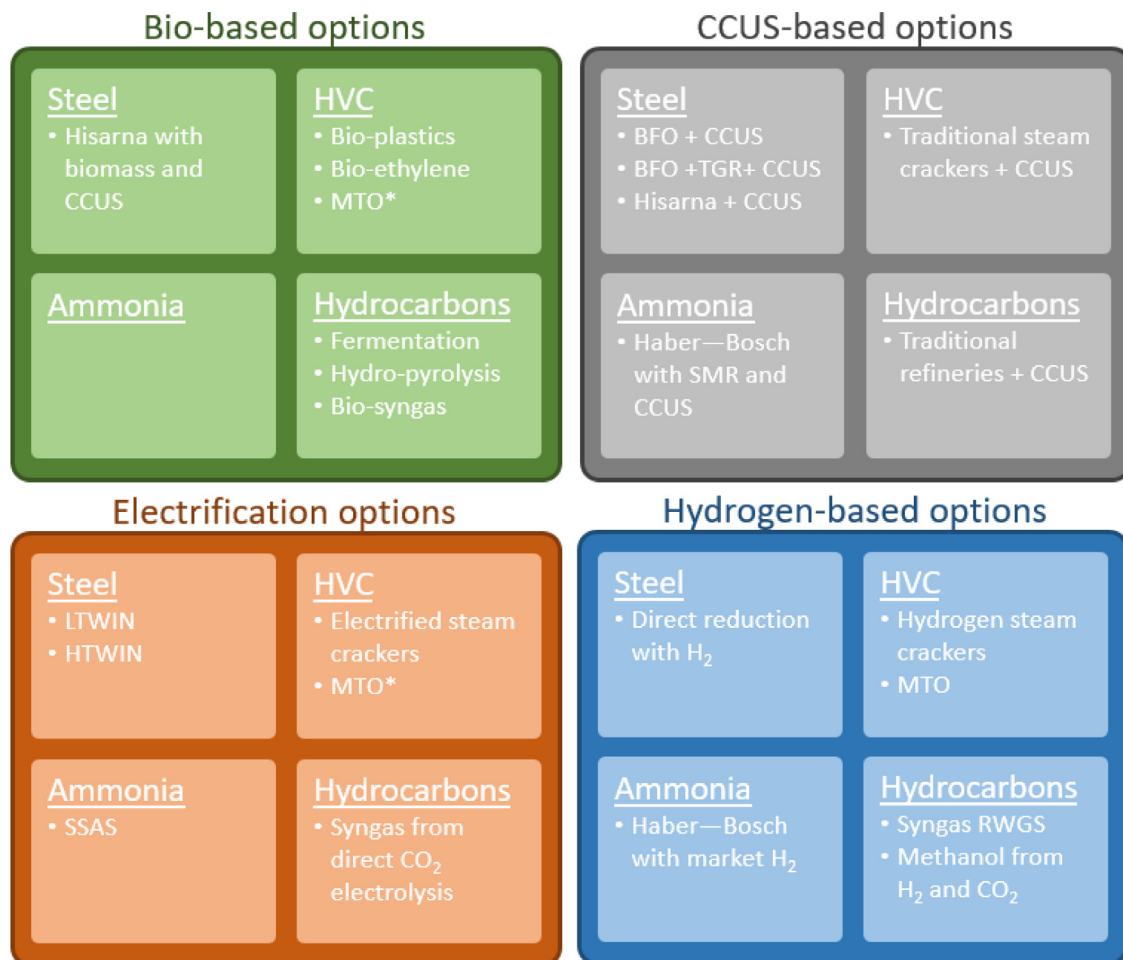 Bio-based options
Steel
• Hisarna with
biomass and
CCUS
HVC
• Bio-plastics
• Bio-ethylene
• MTO*
Ammonia
Hydrocarbons
• Fermentation
• Hydro-pyrolysis
• Bio-syngas
CCUS-based options
Steel
• BFO + CCUS
• BFO +TGR+ CCUS
• Hisarna + CCUS
HVC
• Traditional steam
crackers + CCUS
Ammonia
• Haber—Bosch
with SMR and
CCUS
Hydrocarbons
• Traditional
refineries + CCUS
Electrification options
Steel
• LTWIN
• HTWIN
HVC
• Electrified steam
crackers
• MTO*
Ammonia
• SSAS
Hydrocarbons
• Syngas from
direct CO₂
electrolysis
Hydrogen-based options
Steel
• Direct reduction
with H₂
HVC
• Hydrogen steam
crackers
• MTO
Ammonia
• Haber—Bosch
with market H₂
Hydrocarbons
• Syngas RWGS
• Methanol from
H₂ and CO₂